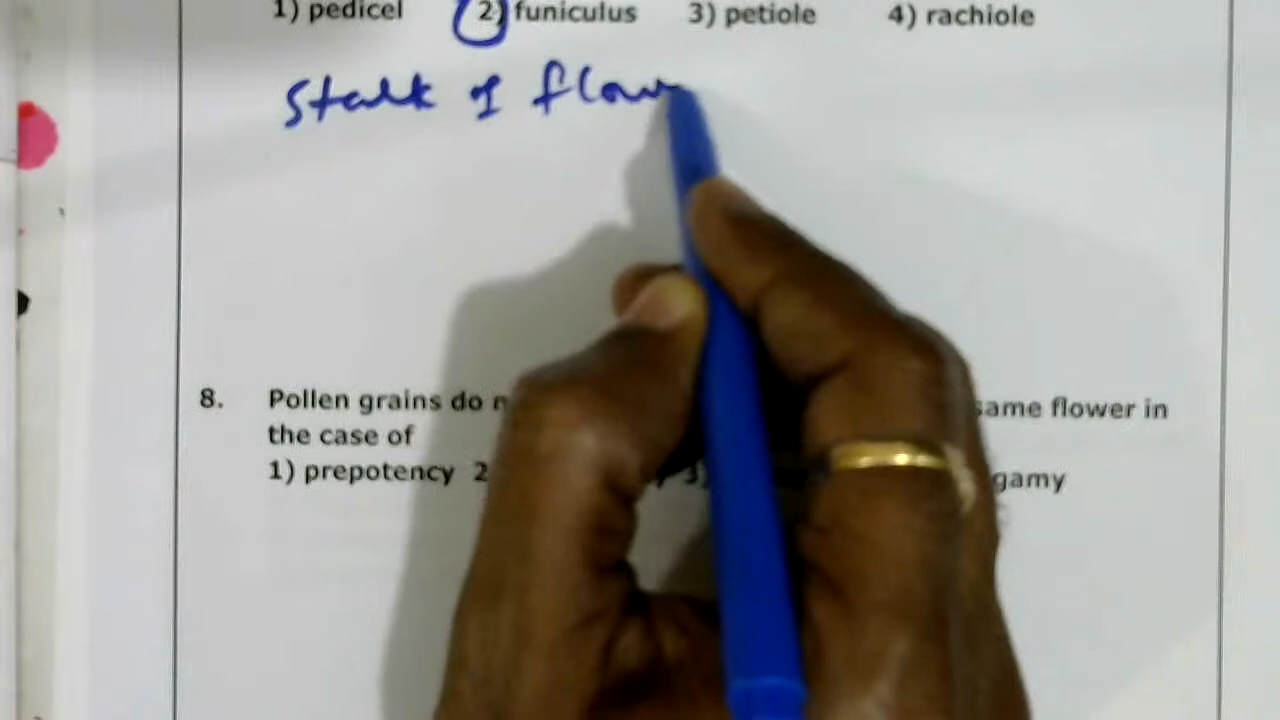 1) pedicel 2) funiculus 3) petiole 4) rachiole
Stalk of flow
8. Pollen grains do same flower in
the case of
1) prepotency 2 3) gamy